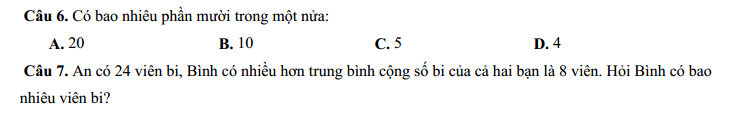 Câu 6. Có bao nhiêu phần mười trong một nửa:
A. 20 B. 10 C. 5 D. 4
Câu 7. An có 24 viên bi, Bình có nhiều hơn trung bình cộng số bi của cả hai bạn là 8 viên. Hỏi Bình có bao
nhiêu viên bi?